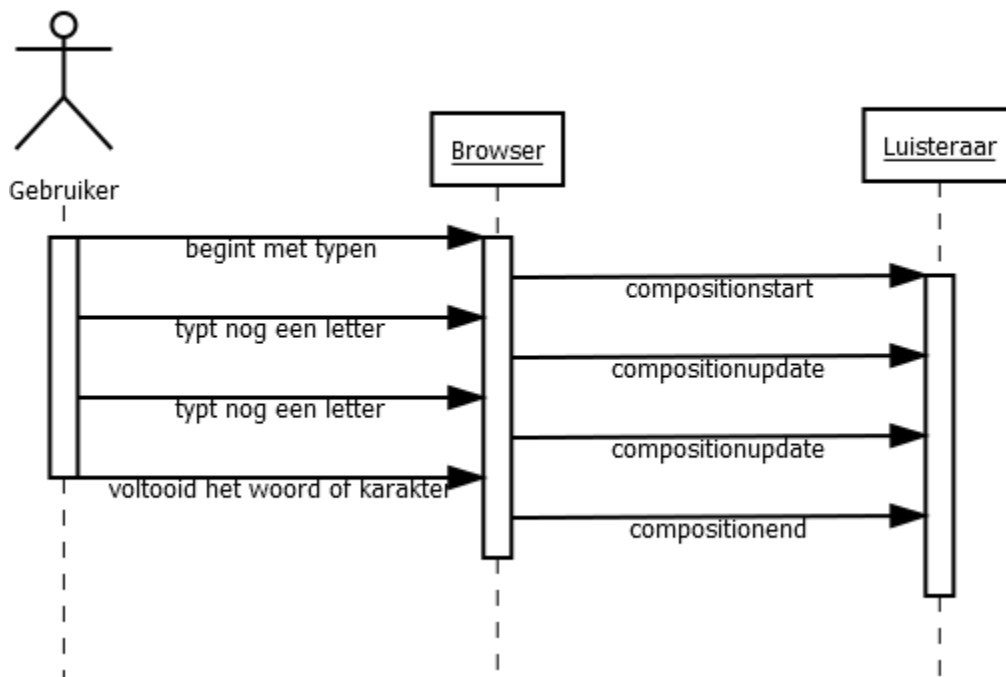 Gebruiker
Browser
Luisteraar
begint met typen
compositionstart
typt nog een letter
compositionupdate
typt nog een letter
compositionupdate
voltooid het woord of karakter
compositionend